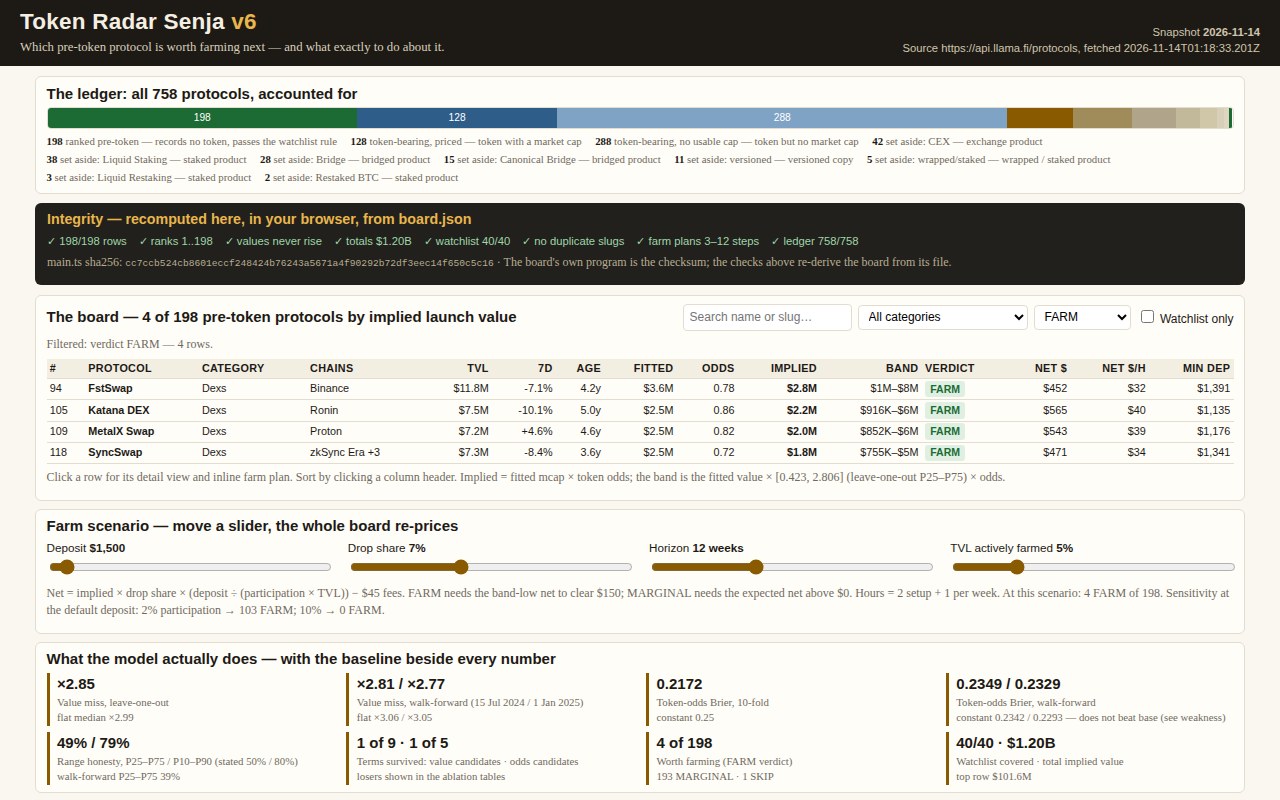 Token Radar Senja v6
Which pre-token protocol is worth farming next — and what exactly to do about it.
Snapshot 2026-11-14
Source https://api.llama.fi/protocols, fetched 2026-11-14T01:18:33.201Z
The ledger: all 758 protocols, accounted for
198 128 288
198 ranked pre-token — records no token, passes the watchlist rule 128 token-bearing, priced — token with a market cap 288 token-bearing, no usable cap — token but no market cap 42 set aside: CEX — exchange product
38 set aside: Liquid Staking — staked product 28 set aside: Bridge — bridged product 15 set aside: Canonical Bridge — bridged product 11 set aside: versioned — versioned copy 5 set aside: wrapped/staked — wrapped / staked product
3 set aside: Liquid Restaking — staked product 2 set aside: Restaked BTC — staked product
Integrity — recomputed here, in your browser, from board.json
✓ 198/198 rows ✓ ranks 1..198 ✓ values never rise ✓ totals $1.20B ✓ watchlist 40/40 ✓ no duplicate slugs ✓ farm plans 3–12 steps ✓ ledger 758/758
main.ts sha256: cc7ccb524cb8601eccf248424b76243a5671a4f90292b72df3eec14f650c5c16 · The board's own program is the checksum; the checks above re-derive the board from its file.
The board — 4 of 198 pre-token protocols by implied launch value
Search name or slug… All categories FARM Watchlist only
Filtered: verdict FARM — 4 rows.
# PROTOCOL CATEGORY CHAINS TVL 7D AGE FITTED ODDS IMPLIED BAND VERDICT NET $ NET $/H MIN DEP
94 FstSwap Dexs Binance $11.8M -7.1% 4.2y $3.6M 0.78 $2.8M $1M–$8M FARM $452 $32 $1,391
105 Katana DEX Dexs Ronin $7.5M -10.1% 5.0y $2.5M 0.86 $2.2M $916K–$6M FARM $565 $40 $1,135
109 MetalX Swap Dexs Proton $7.2M +4.6% 4.6y $2.5M 0.82 $2.0M $852K–$6M FARM $543 $39 $1,176
118 SyncSwap Dexs zkSync Era +3 $7.3M -8.4% 3.6y $2.5M 0.72 $1.8M $755K–$5M FARM $471 $34 $1,341
Click a row for its detail view and inline farm plan. Sort by clicking a column header. Implied = fitted mcap × token odds; the band is the fitted value × [0.423, 2.806] (leave-one-out P25–P75) × odds.
Farm scenario — move a slider, the whole board re-prices
Deposit $1,500 Drop share 7% Horizon 12 weeks TVL actively farmed 5%
Net = implied × drop share × (deposit ÷ (participation × TVL)) − $45 fees. FARM needs the band-low net to clear $150; MARGINAL needs the expected net above $0. Hours = 2 setup + 1 per week. At this scenario: 4 FARM of 198. Sensitivity at
the default deposit: 2% participation → 103 FARM; 10% → 0 FARM.
What the model actually does — with the baseline beside every number
×2.85 ×2.81 / ×2.77 0.2172 0.2349 / 0.2329
Value miss, leave-one-out Value miss, walk-forward (15 Jul 2024 / 1 Jan 2025) Token-odds Brier, 10-fold Token-odds Brier, walk-forward
flat median ×2.99 flat ×3.06 / ×3.05 constant 0.25 constant 0.2342 / 0.2293 — does not beat base (see weakness)
49% / 79% 1 of 9 · 1 of 5 4 of 198 40/40 · $1.20B
Range honesty, P25–P75 / P10–P90 (stated 50% / 80%) Terms survived: value candidates · odds candidates Worth farming (FARM verdict) Watchlist covered · total implied value
walk-forward P25–P75 39% losers shown in the ablation tables 193 MARGINAL · 1 SKIP top row $101.6M